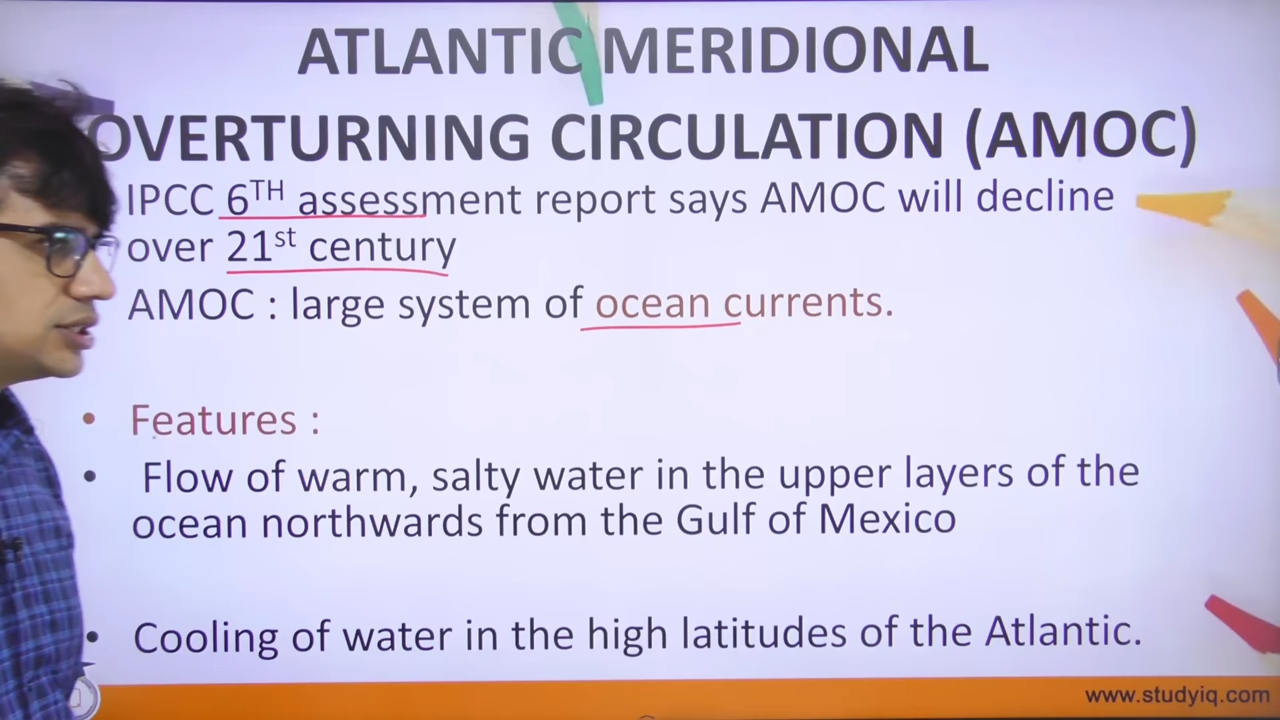 ATLANTIC MERIDIONAL
OVERTURNING CIRCULATION (AMOC)
IPCC 6TH assessment report says AMOC will decline
over 21st century
AMOC : large system of ocean currents.
• Features :
• Flow of warm, salty water in the upper layers of the
ocean northwards from the Gulf of Mexico
• Cooling of water in the high latitudes of the Atlantic.
www.studyiq.com